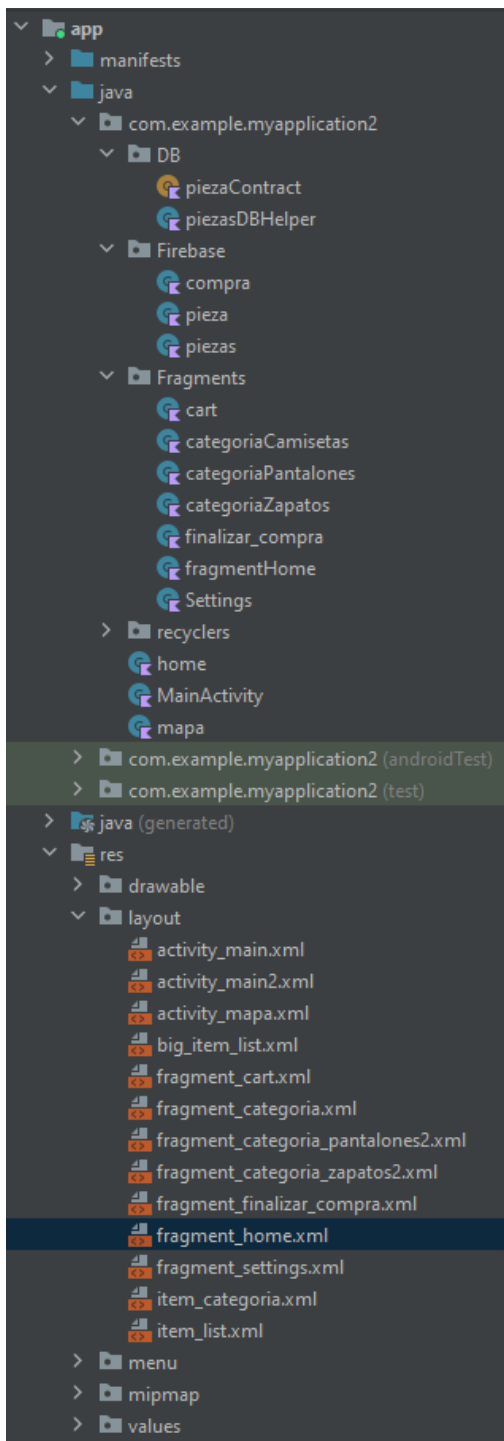 app
manifests
java
com.example.myapplication2
DB
piezaContract
piezasDBHelper
Firebase
compra
pieza
piezas
Fragments
cart
categoriaCamisetas
categoriaPantalones
categoriaZapatos
finalizar_compra
fragmentHome
Settings
recyclers
home
MainActivity
mapa
com.example.myapplication2 (androidTest)
com.example.myapplication2 (test)
java (generated)
res
drawable
layout
activity_main.xml
activity_main2.xml
activity_mapa.xml
big_item_list.xml
fragment_cart.xml
fragment_categoria.xml
fragment_categoria_pantalones2.xml
fragment_categoria_zapatos2.xml
fragment_finalizar_compra.xml
fragment_home.xml
fragment_settings.xml
item_categoria.xml
item_list.xml
menu
mipmap
values